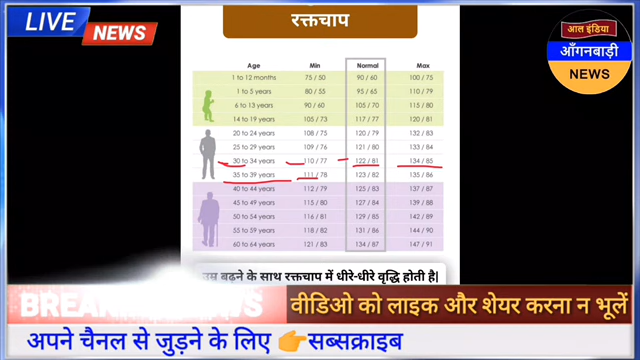 LIVE
NEWS
रक्तचाप
आल इंडिया
आँगनबाड़ी
NEWS
Age Min Normal Max
1 to 12 months 75 / 50 90 / 60 100 / 75
1 to 5 years 80 / 55 95 / 65 110 / 79
6 to 13 years 90 / 60 105 / 70 115 / 80
14 to 19 years 105 / 73 117 / 77 120 / 81
20 to 24 years 108 / 75 120 / 79 132 / 83
25 to 29 years 109 / 76 121 / 80 133 / 84
30 to 34 years 110 / 77 122 / 81 134 / 85
35 to 39 years 111 / 78 123 / 82 135 / 86
40 to 44 years 112 / 79 125 / 83 137 / 87
45 to 49 years 115 / 80 127 / 84 139 / 88
50 to 54 years 116 / 81 129 / 85 142 / 89
55 to 59 years 118 / 82 131 / 86 144 / 90
60 to 64 years 121 / 83 134 / 87 147 / 91
बढ़ने के साथ रक्तचाप में धीरे-धीरे वृद्धि होती है|
वीडिओ को लाइक और शेयर करना न भूलें
अपने चैनल से जुड़ने के लिए 👉 सब्सक्राइब